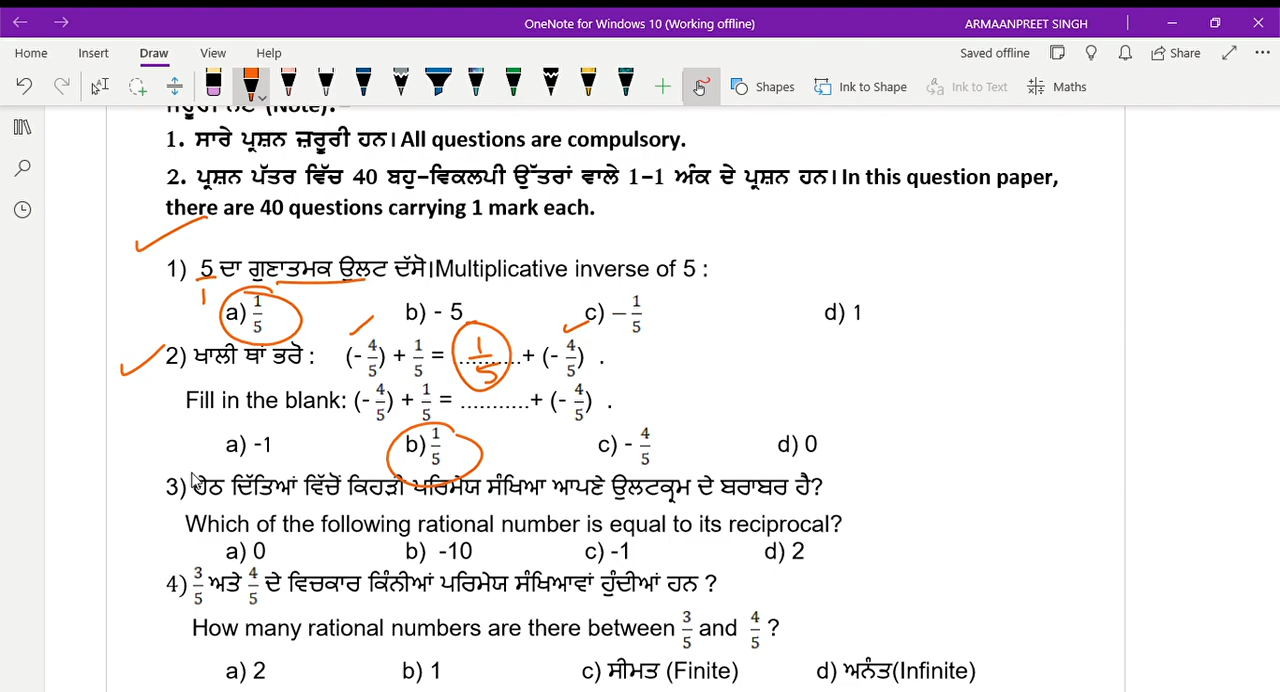 OneNote for Windows 10 (Working offline)
ARMAANPREET SINGH
Home Insert Draw View Help
Saved offline Share
Shapes Ink to Shape Ink to Text Maths
ਜ਼ਰੂਰੀ ਨੋਟ (Note):
1. ਸਾਰੇ ਪ੍ਰਸ਼ਨ ਜ਼ਰੂਰੀ ਹਨ। All questions are compulsory.
2. ਪ੍ਰਸ਼ਨ ਪੱਤਰ ਵਿੱਚ 40 ਬਹੁ-ਵਿਕਲਪੀ ਉੱਤਰਾਂ ਵਾਲੇ 1-1 ਅੰਕ ਦੇ ਪ੍ਰਸ਼ਨ ਹਨ। In this question paper,
there are 40 questions carrying 1 mark each.
1) 5 ਦਾ ਗੁਣਾਤਮਕ ਉਲਟ ਦੱਸੋ।Multiplicative inverse of 5 :
1
a) 1/5 b) - 5 c) −1/5 d) 1
2) ਖਾਲੀ ਥਾਂ ਭਰੋ : (- 4/5) + 1/5 = 1/5 ...........+ (- 4/5) .
Fill in the blank: (- 4/5) + 1/5 = ...........+ (- 4/5) .
a) -1 b) 1/5 c) - 4/5 d) 0
3) ਹੇਠ ਦਿੱਤਿਆਂ ਵਿੱਚੋਂ ਕਿਹੜੀ ਪਰਿਮੇਯ ਸੰਖਿਆ ਆਪਣੇ ਉਲਟਕ੍ਰਮ ਦੇ ਬਰਾਬਰ ਹੈ?
Which of the following rational number is equal to its reciprocal?
a) 0 b) -10 c) -1 d) 2
4) 3/5 ਅਤੇ 4/5 ਦੇ ਵਿਚਕਾਰ ਕਿੰਨੀਆਂ ਪਰਿਮੇਯ ਸੰਖਿਆਵਾਂ ਹੁੰਦੀਆਂ ਹਨ ?
How many rational numbers are there between 3/5 and 4/5 ?
a) 2 b) 1 c) ਸੀਮਤ (Finite) d) ਅਨੰਤ(Infinite)